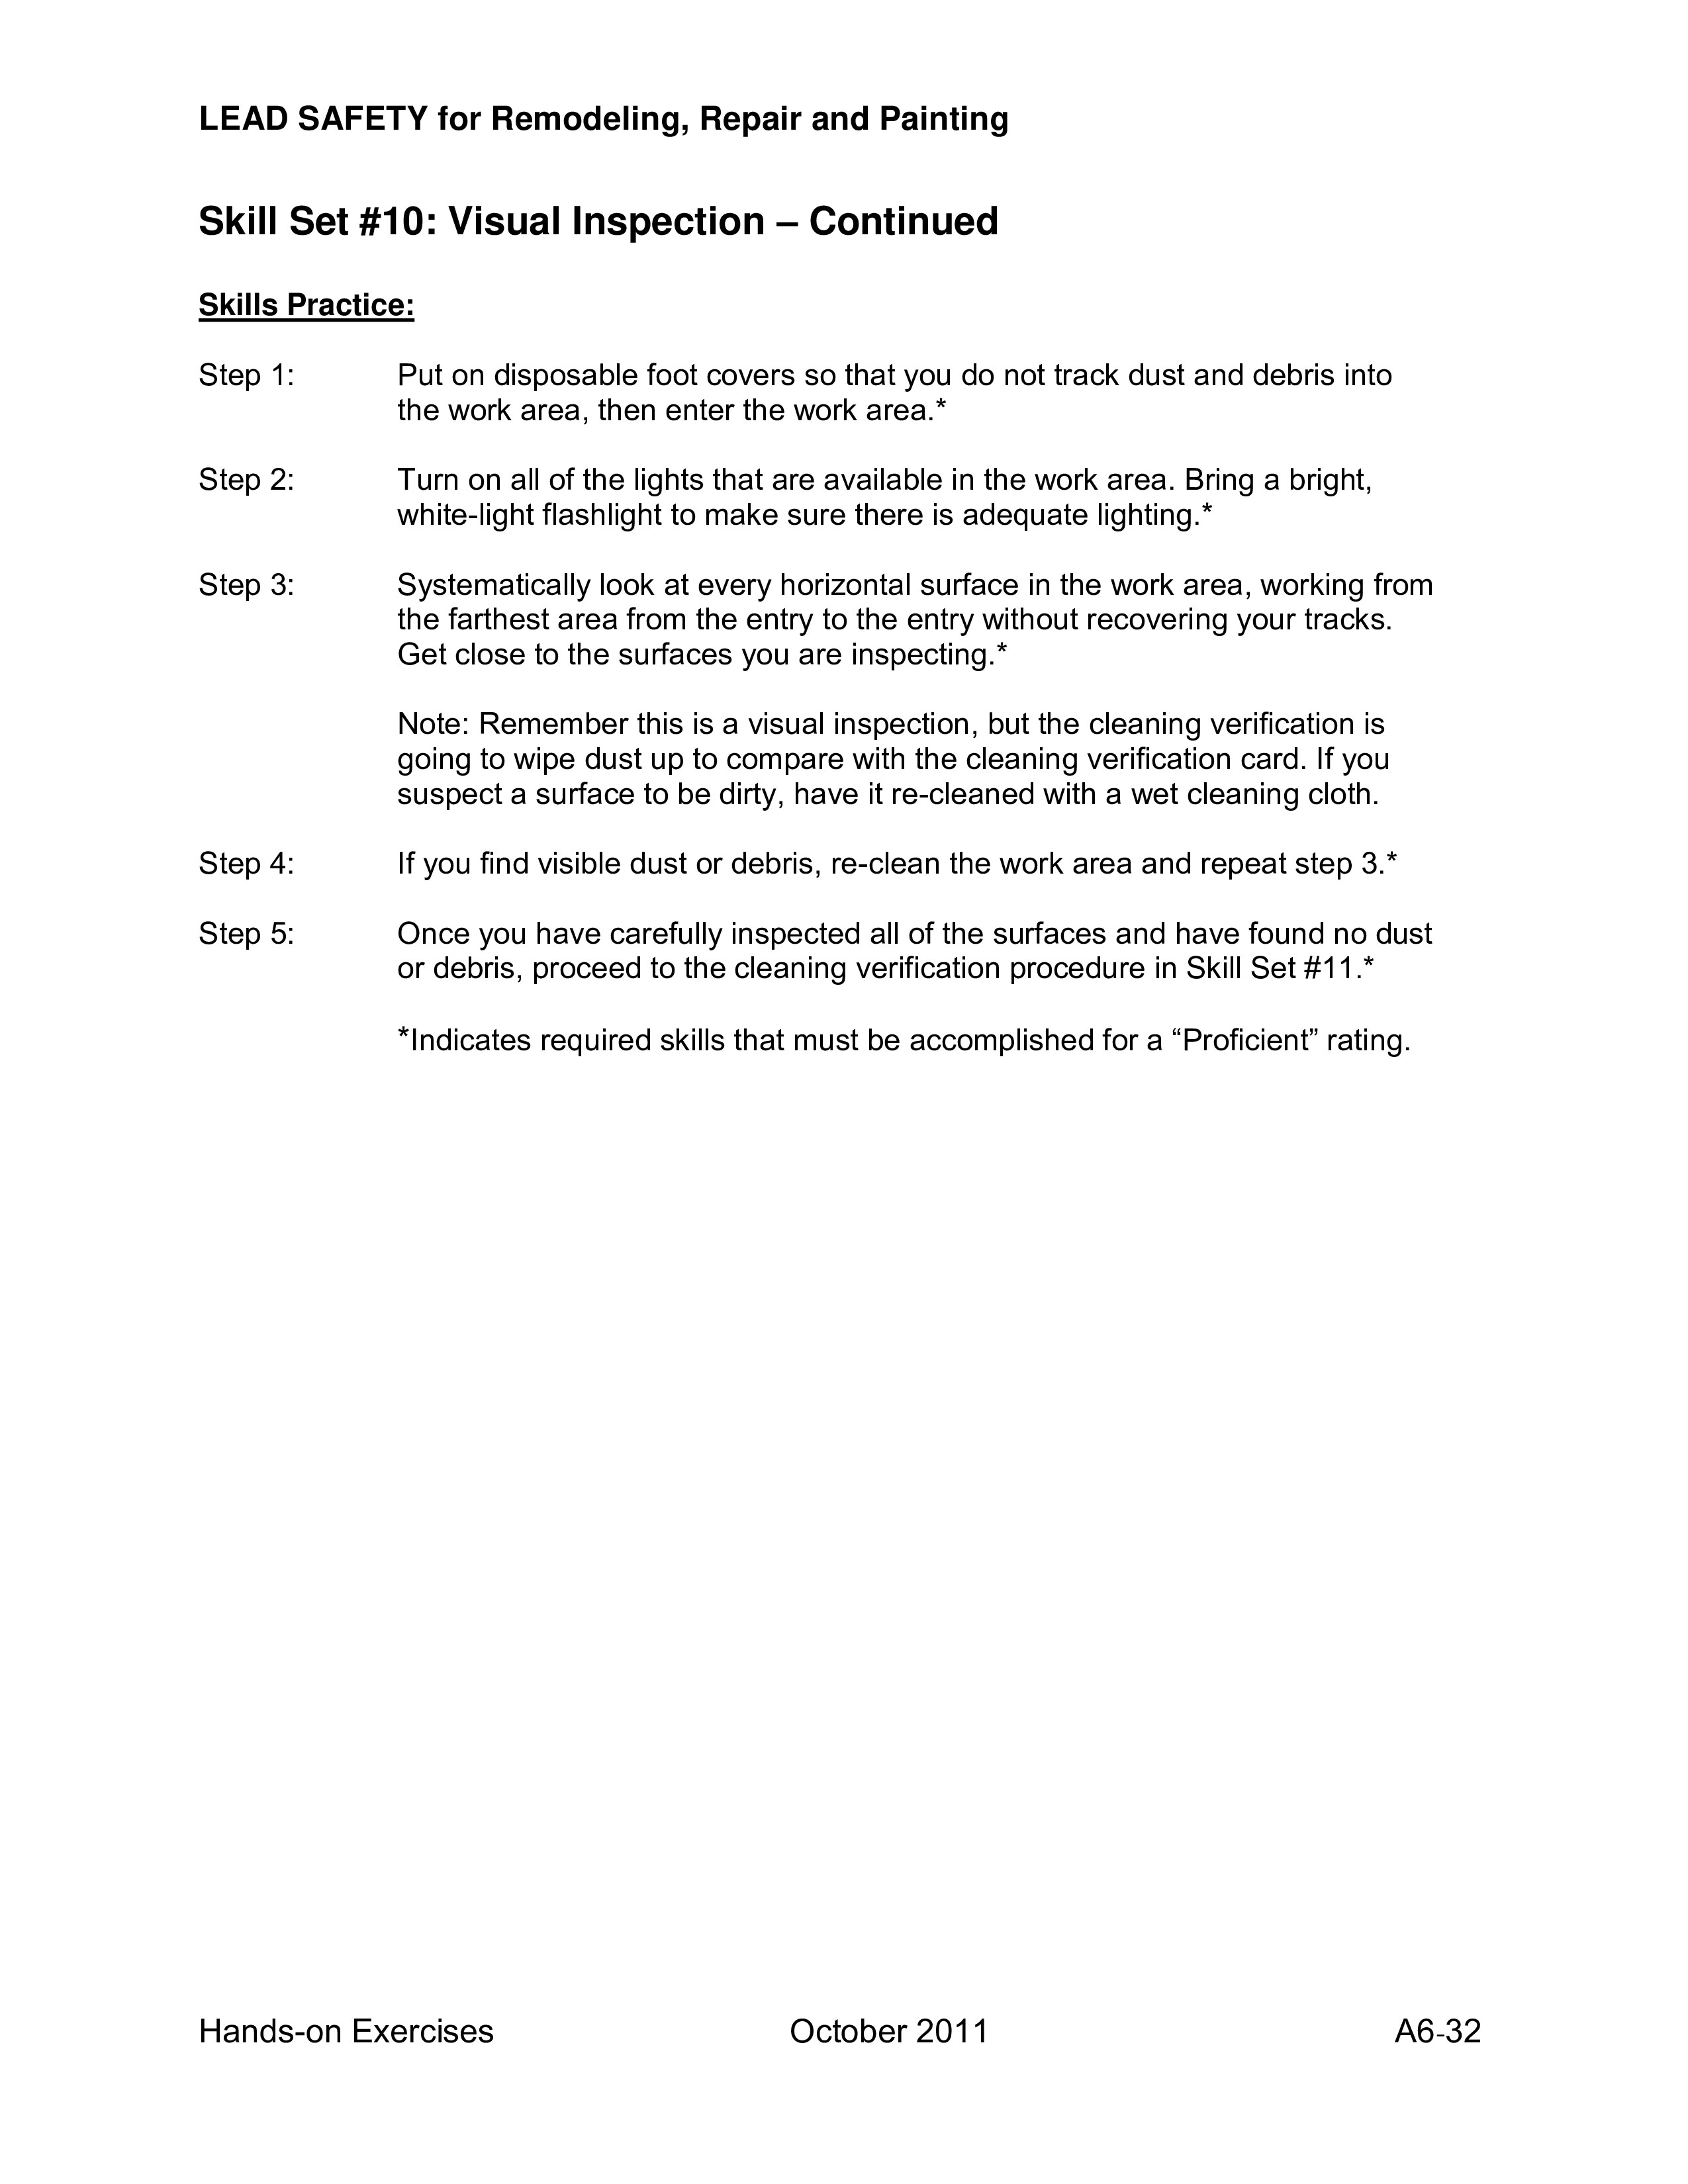 LEAD SAFETY for Remodeling, Repair and Painting
Skill Set #10: Visual Inspection – Continued
Skills Practice:
Step 1: Put on disposable foot covers so that you do not track dust and debris into
the work area, then enter the work area.*
Step 2: Turn on all of the lights that are available in the work area. Bring a bright,
white-light flashlight to make sure there is adequate lighting.*
Step 3: Systematically look at every horizontal surface in the work area, working from
the farthest area from the entry to the entry without recovering your tracks.
Get close to the surfaces you are inspecting.*
Note: Remember this is a visual inspection, but the cleaning verification is
going to wipe dust up to compare with the cleaning verification card. If you
suspect a surface to be dirty, have it re-cleaned with a wet cleaning cloth.
Step 4: If you find visible dust or debris, re-clean the work area and repeat step 3.*
Step 5: Once you have carefully inspected all of the surfaces and have found no dust
or debris, proceed to the cleaning verification procedure in Skill Set #11.*
*Indicates required skills that must be accomplished for a “Proficient” rating.
Hands-on Exercises October 2011 A6-32